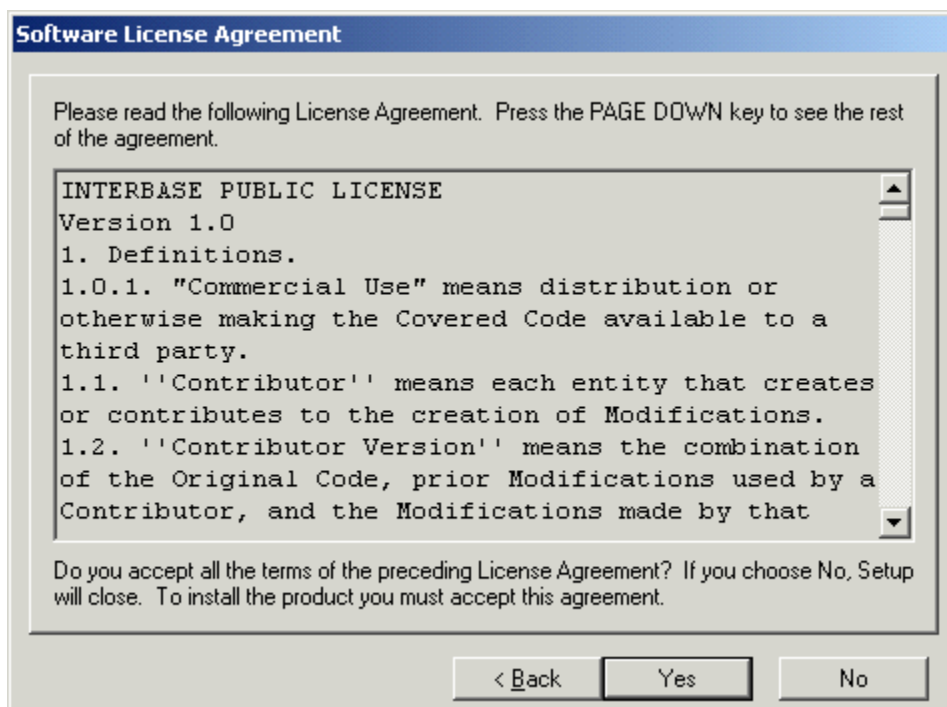 Software License Agreement
Please read the following License Agreement. Press the PAGE DOWN key to see the rest
of the agreement.
INTERBASE PUBLIC LICENSE
Version 1.0
1. Definitions.
1.0.1. "Commercial Use" means distribution or
otherwise making the Covered Code available to a
third party.
1.1. ''Contributor'' means each entity that creates
or contributes to the creation of Modifications.
1.2. ''Contributor Version'' means the combination
of the Original Code, prior Modifications used by a
Contributor, and the Modifications made by that
Do you accept all the terms of the preceding License Agreement? If you choose No, Setup
will close. To install the product you must accept this agreement.
< Back Yes No